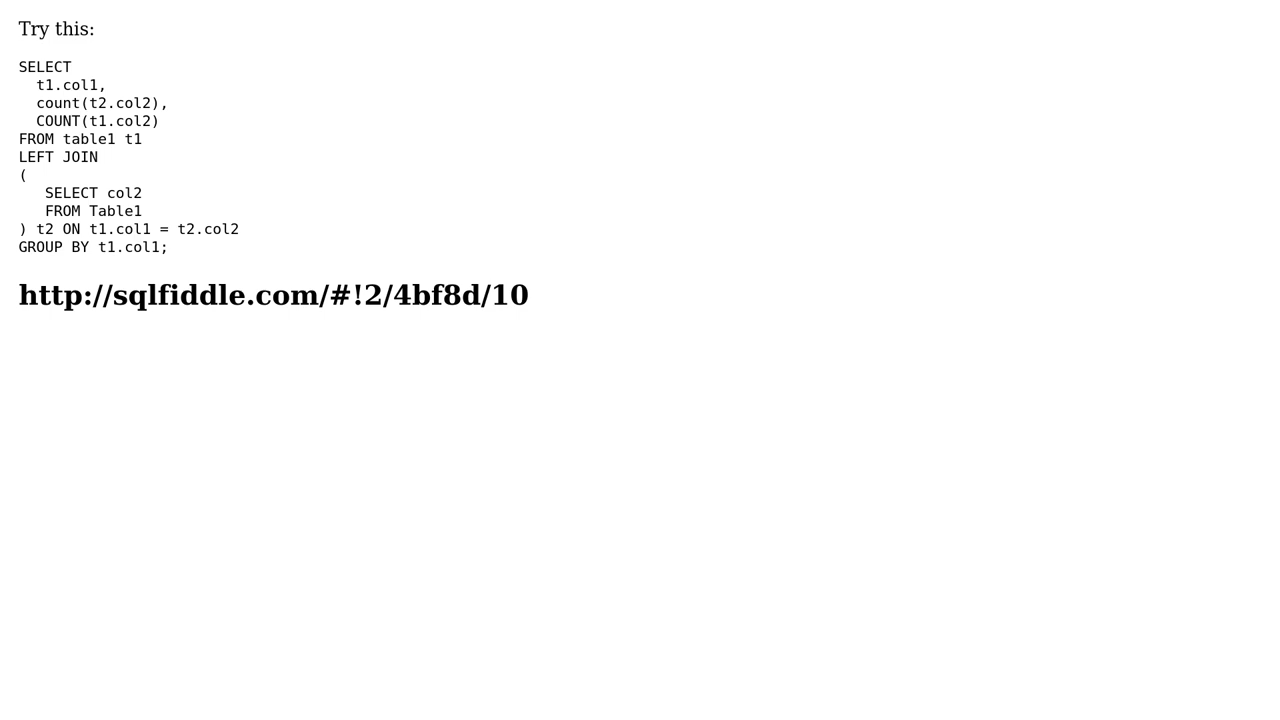 Try this:
SELECT
  t1.col1,
  count(t2.col2),
  COUNT(t1.col2)
FROM table1 t1
LEFT JOIN
(
   SELECT col2
   FROM Table1
) t2 ON t1.col1 = t2.col2
GROUP BY t1.col1;
http://sqlfiddle.com/#!2/4bf8d/10